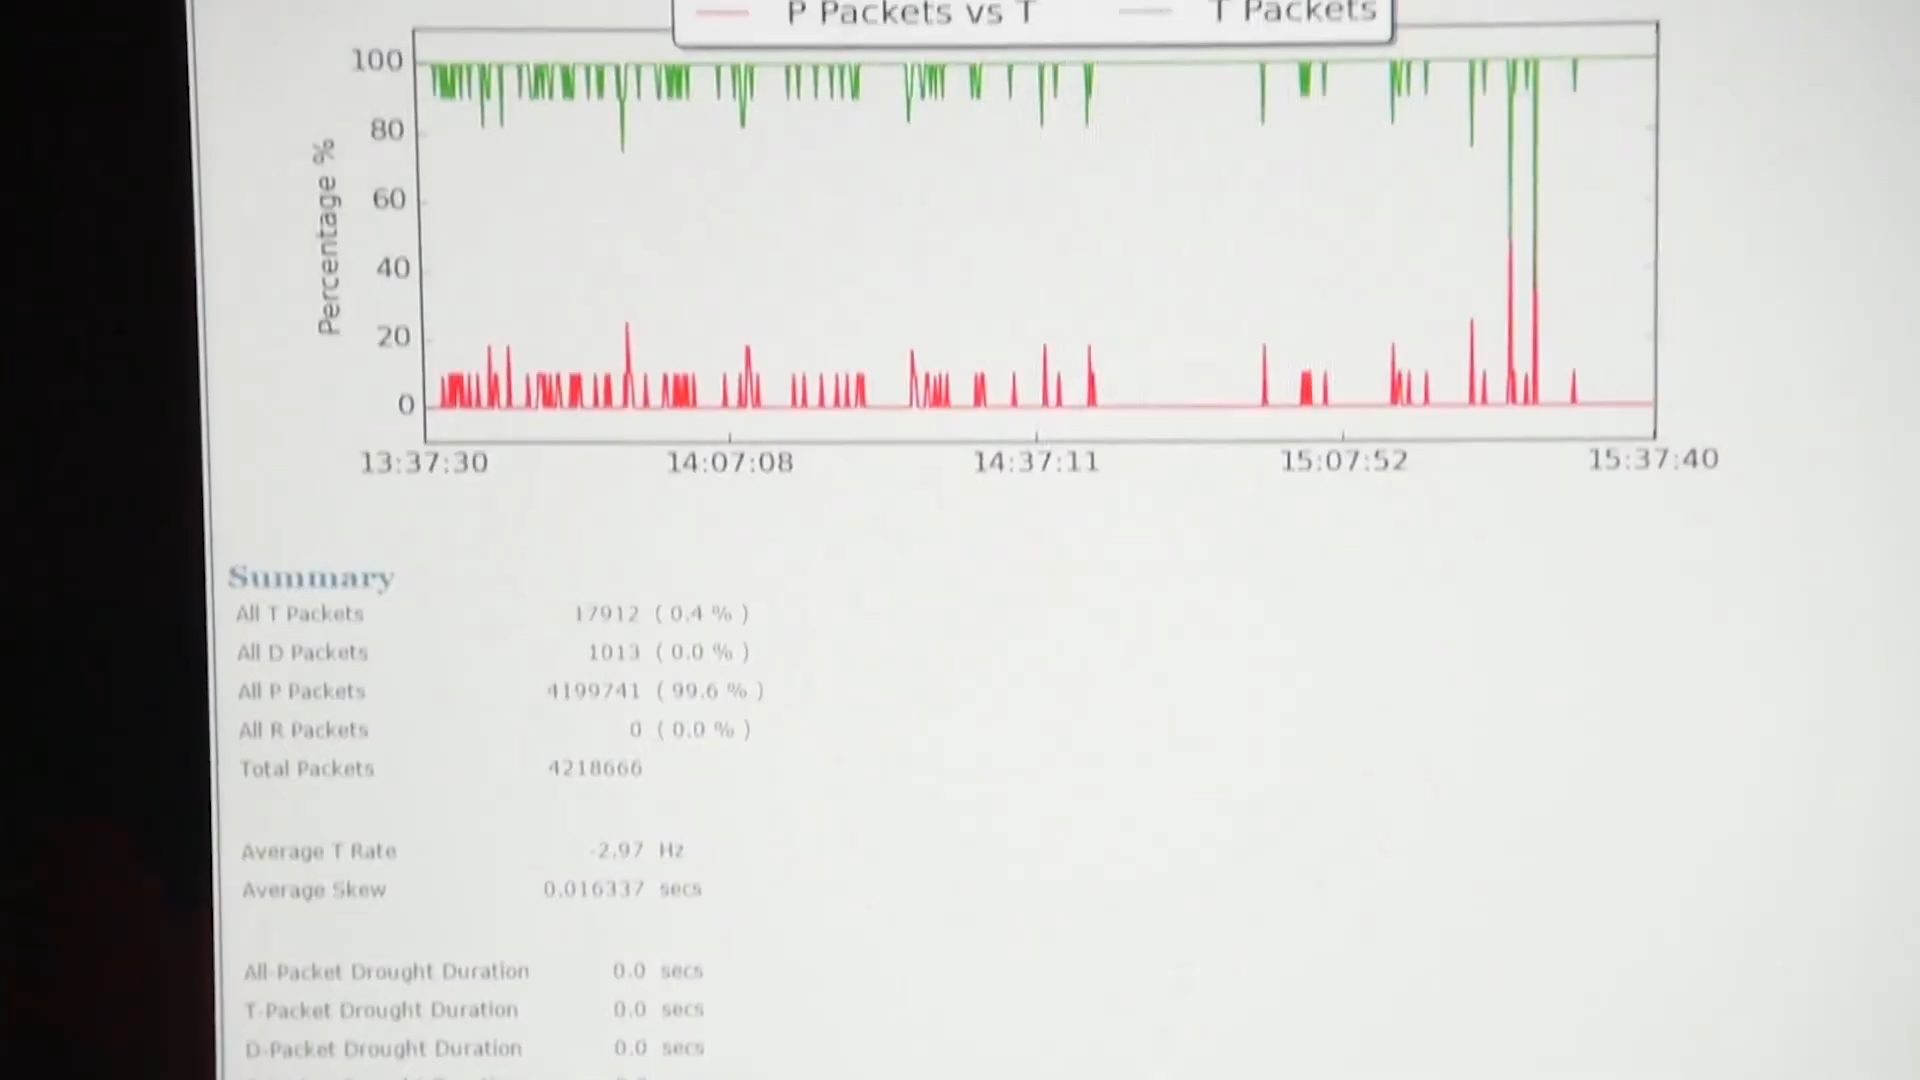 P Packets vs T T Packets
100
80
60
40
20
0
Percentage %
13:37:30 14:07:08 14:37:11 15:07:52 15:37:40
Summary
All T Packets 17912 ( 0.4 % )
All D Packets 1013 ( 0.0 % )
All P Packets 4199741 ( 99.6 % )
All R Packets 0 ( 0.0 % )
Total Packets 4218666
Average T Rate -2.97 Hz
Average Skew 0.016337 secs
All-Packet Drought Duration 0.0 secs
T-Packet Drought Duration 0.0 secs
D-Packet Drought Duration 0.0 secs